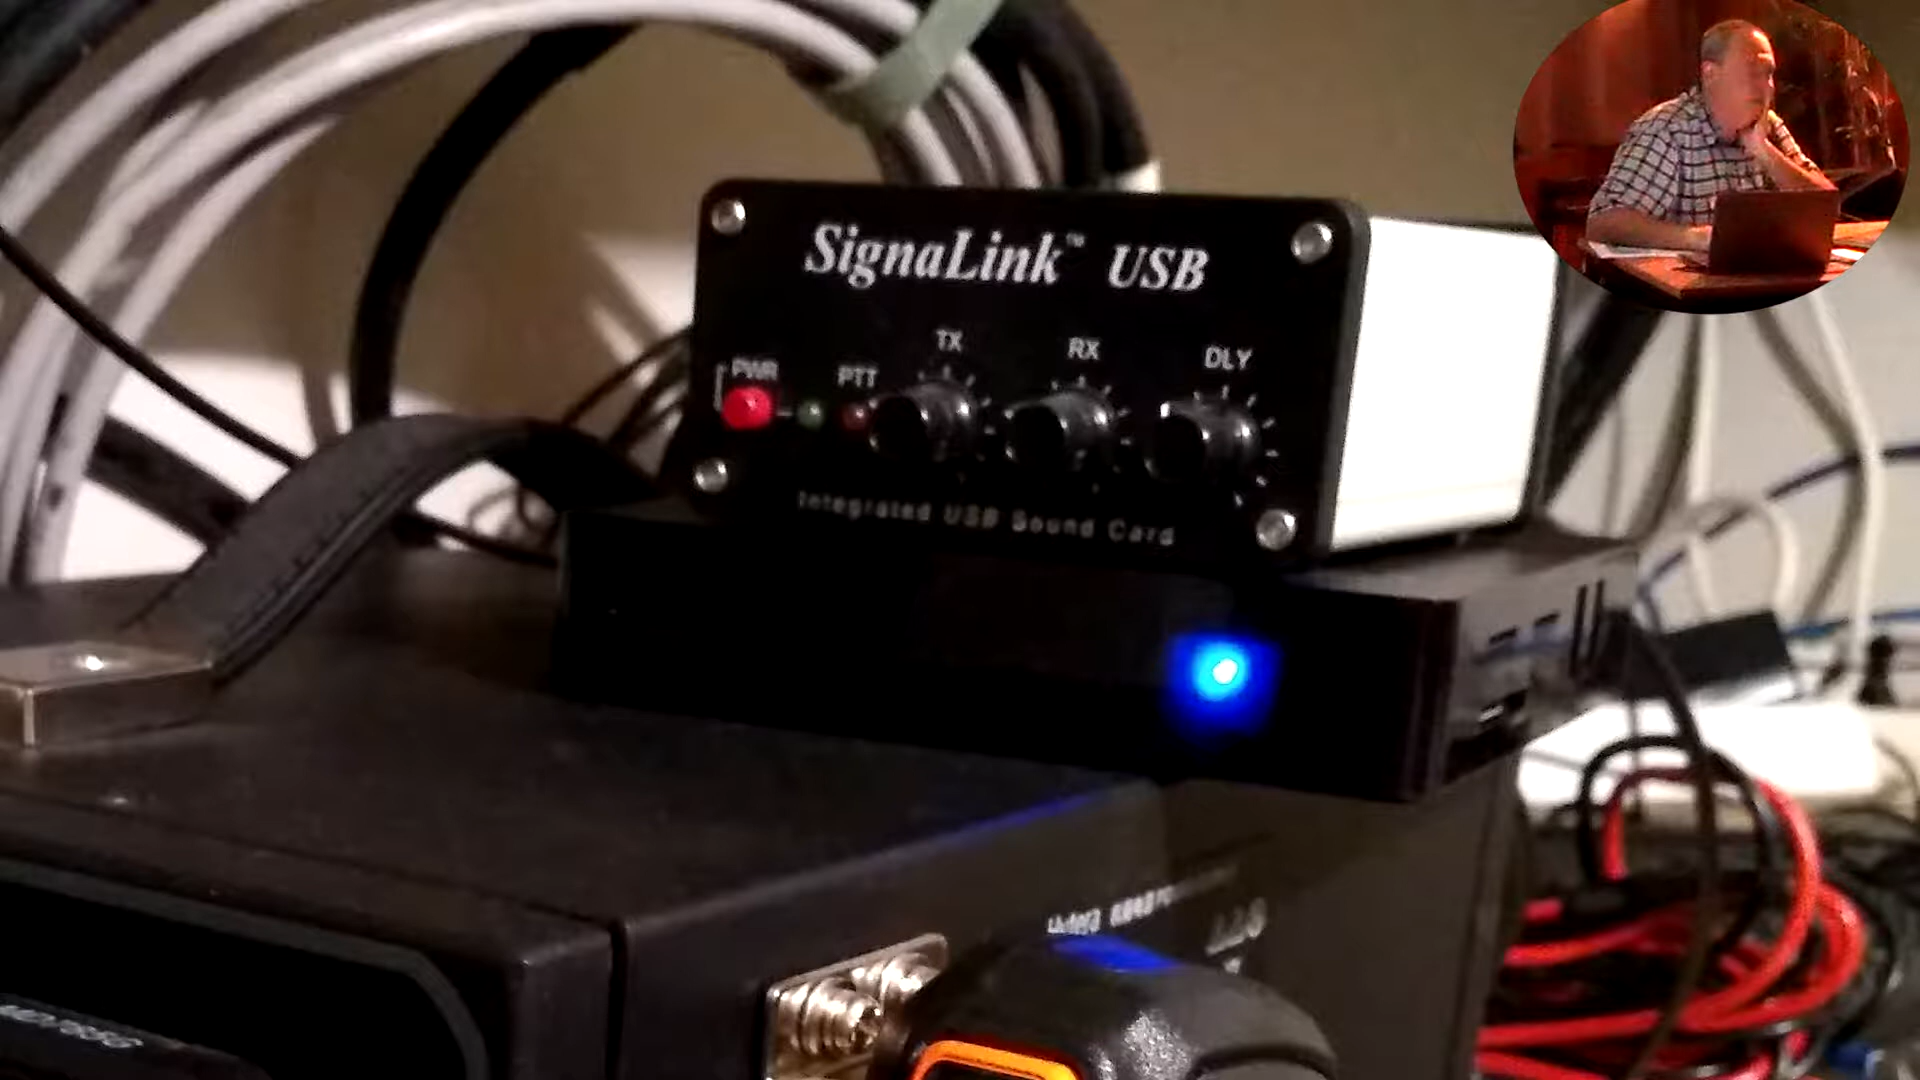 SignaLink™ USB
TX
RX
DLY
PWR
PTT
Integrated USB Sound Card